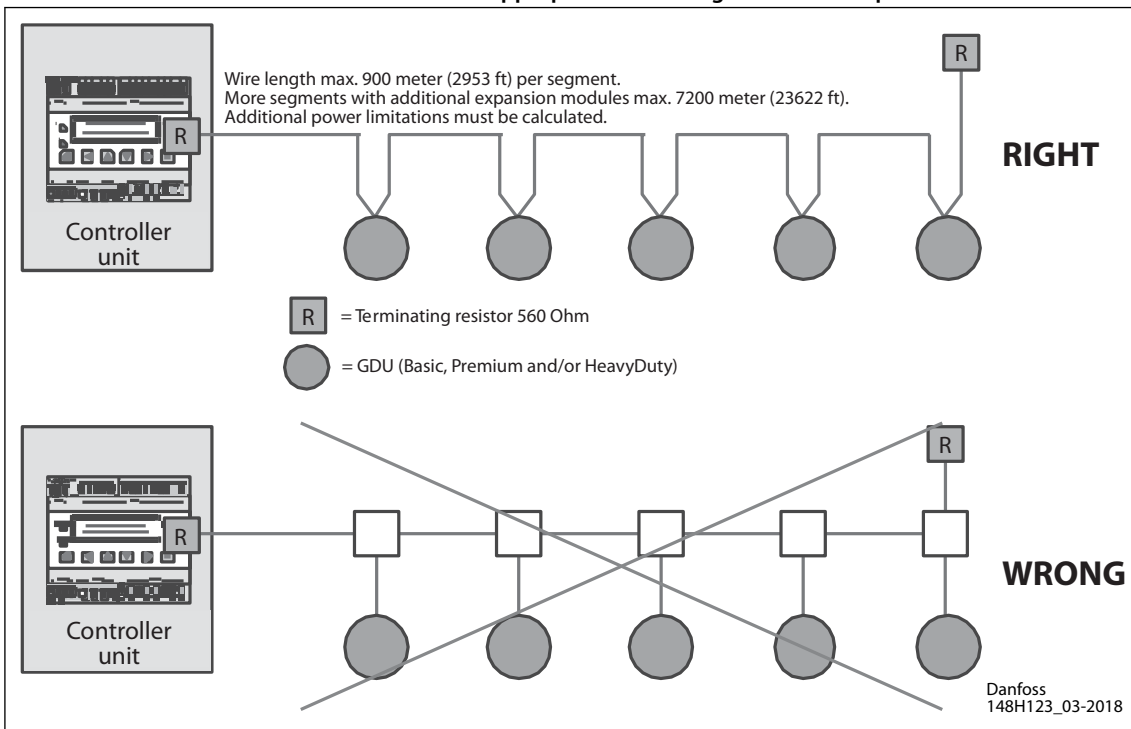 R
Wire length max. 900 meter (2953 ft) per segment.
More segments with additional expansion modules max. 7200 meter (23622 ft).
Additional power limitations must be calculated.
R
RIGHT
Controller
unit
R = Terminating resistor 560 Ohm
= GDU (Basic, Premium and/or HeavyDuty)
R
R
WRONG
Controller
unit
Danfoss
148H123_03-2018